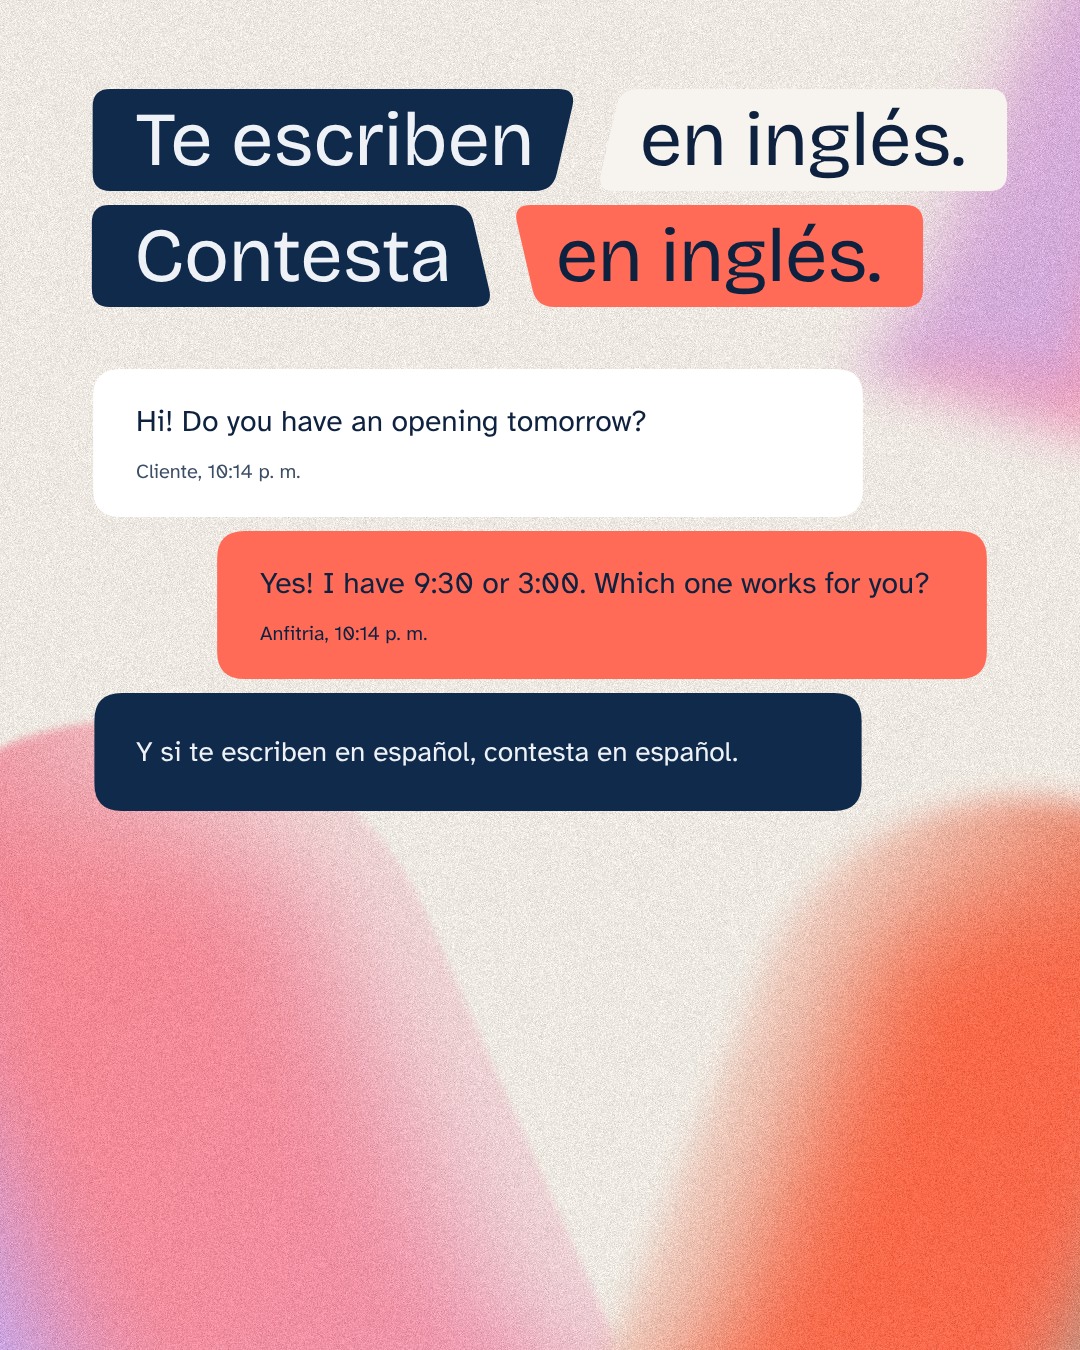 Te escriben en inglés.
Contesta en inglés.
Hi! Do you have an opening tomorrow?
Cliente, 10:14 p. m.
Yes! I have 9:30 or 3:00. Which one works for you?
Anfitria, 10:14 p. m.
Y si te escriben en español, contesta en español.